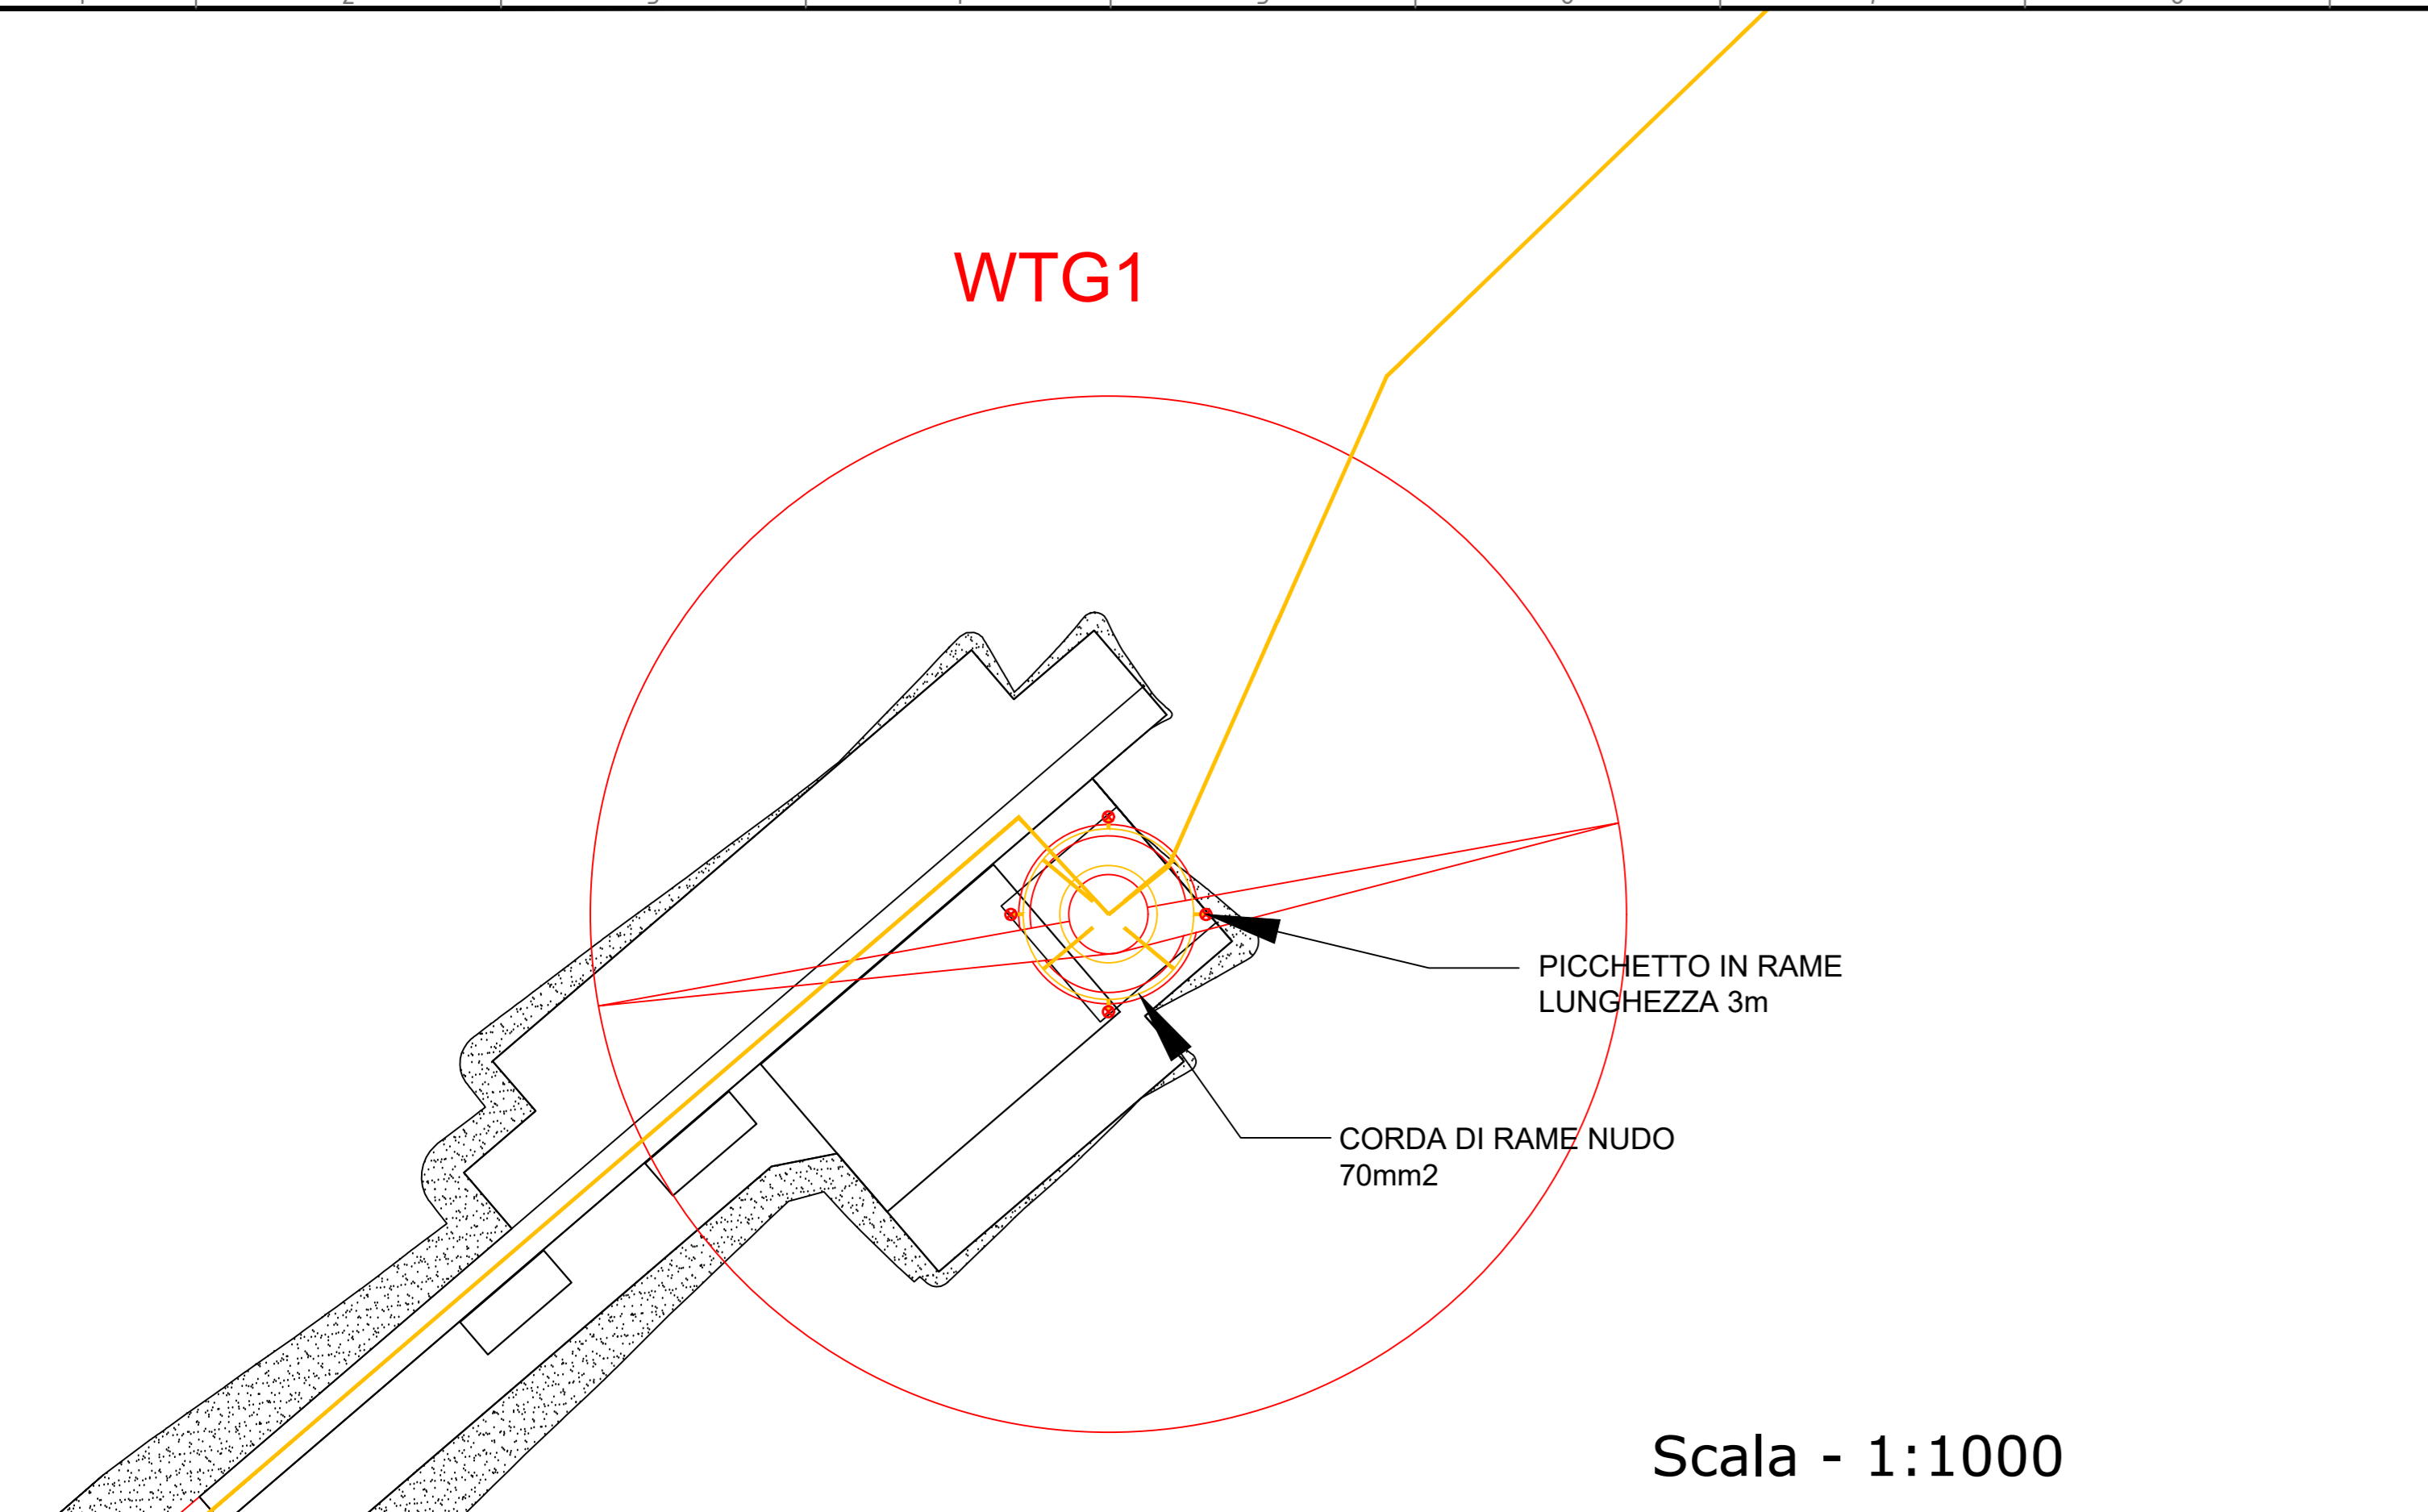 WTG1
PICCHETTO IN RAME
LUNGHEZZA 3m
CORDA DI RAME NUDO
70mm2
Scala - 1:1000